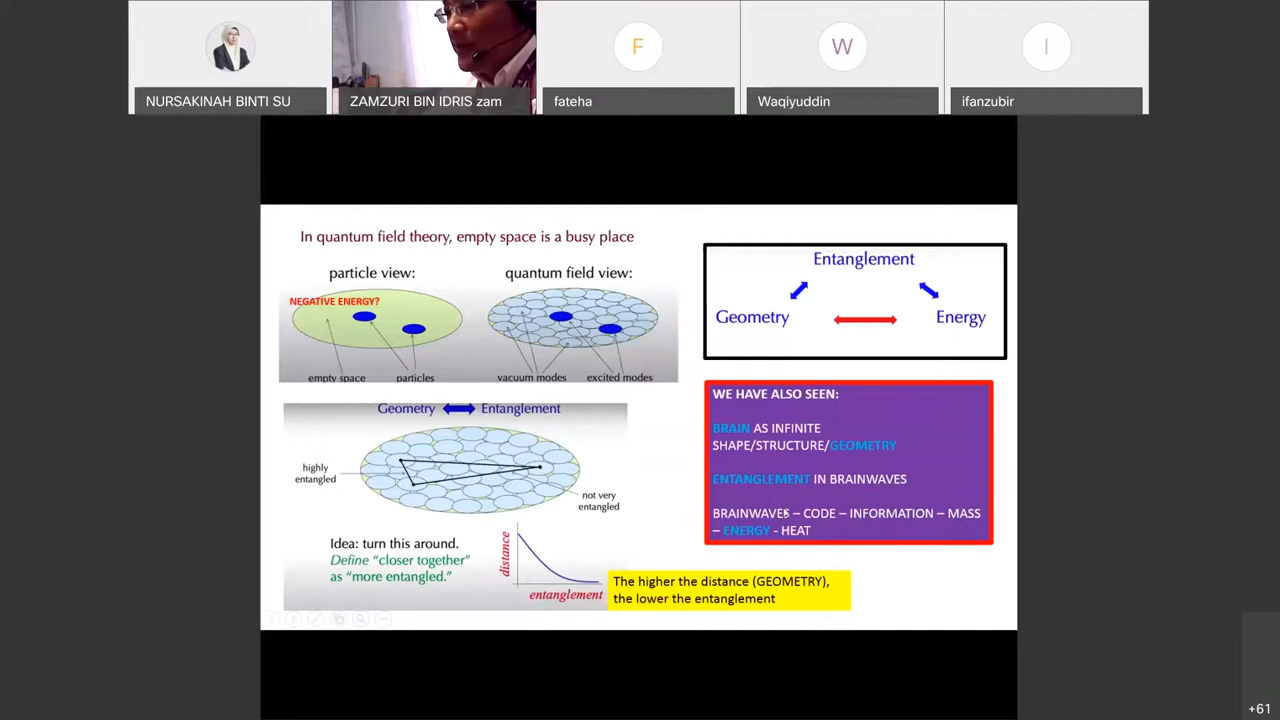 NURSAKINAH BINTI SU
ZAMZURI BIN IDRIS zam
F
fateha
W
Waqiyuddin
I
ifanzubir
In quantum field theory, empty space is a busy place
particle view:
quantum field view:
NEGATIVE ENERGY?
empty space
particles
vacuum modes
excited modes
Geometry
Entanglement
highly
entangled
not very
entangled
Idea: turn this around.
Define “closer together”
as “more entangled.”
distance
entanglement
Entanglement
Geometry
Energy
WE HAVE ALSO SEEN:
BRAIN AS INFINITE
SHAPE/STRUCTURE/GEOMETRY
ENTANGLEMENT IN BRAINWAVES
BRAINWAVES – CODE – INFORMATION – MASS
– ENERGY - HEAT
The higher the distance (GEOMETRY),
the lower the entanglement
+61